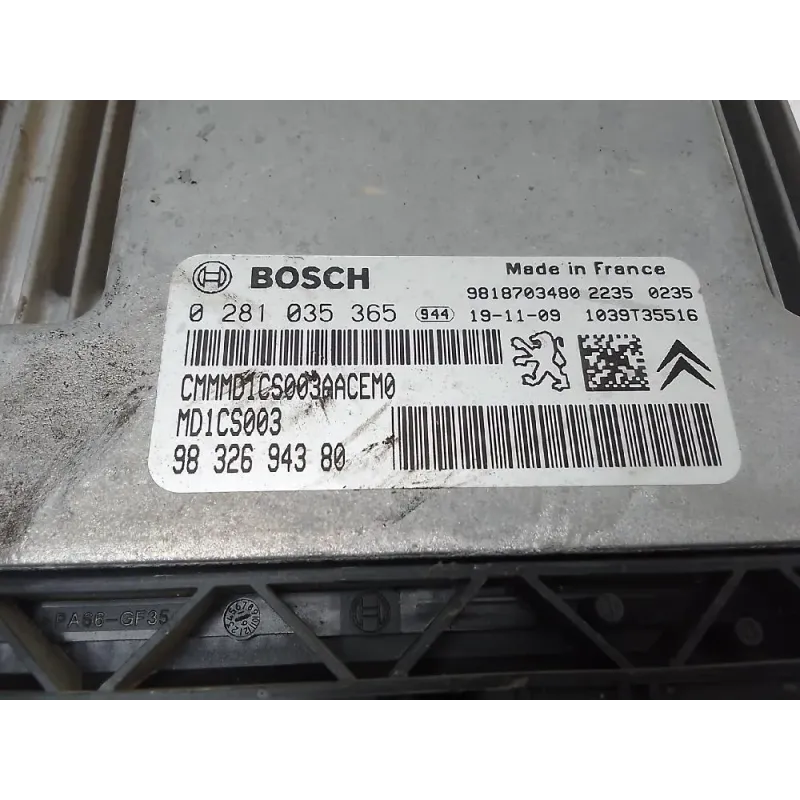 BOSCH
Made in France
9818703480 2235 0235
0 281 035 365 944 19-11-09 1039T35516
CMMMD1CS003AACEM0
MD1CS003
98 326 943 80
PA66-GF35